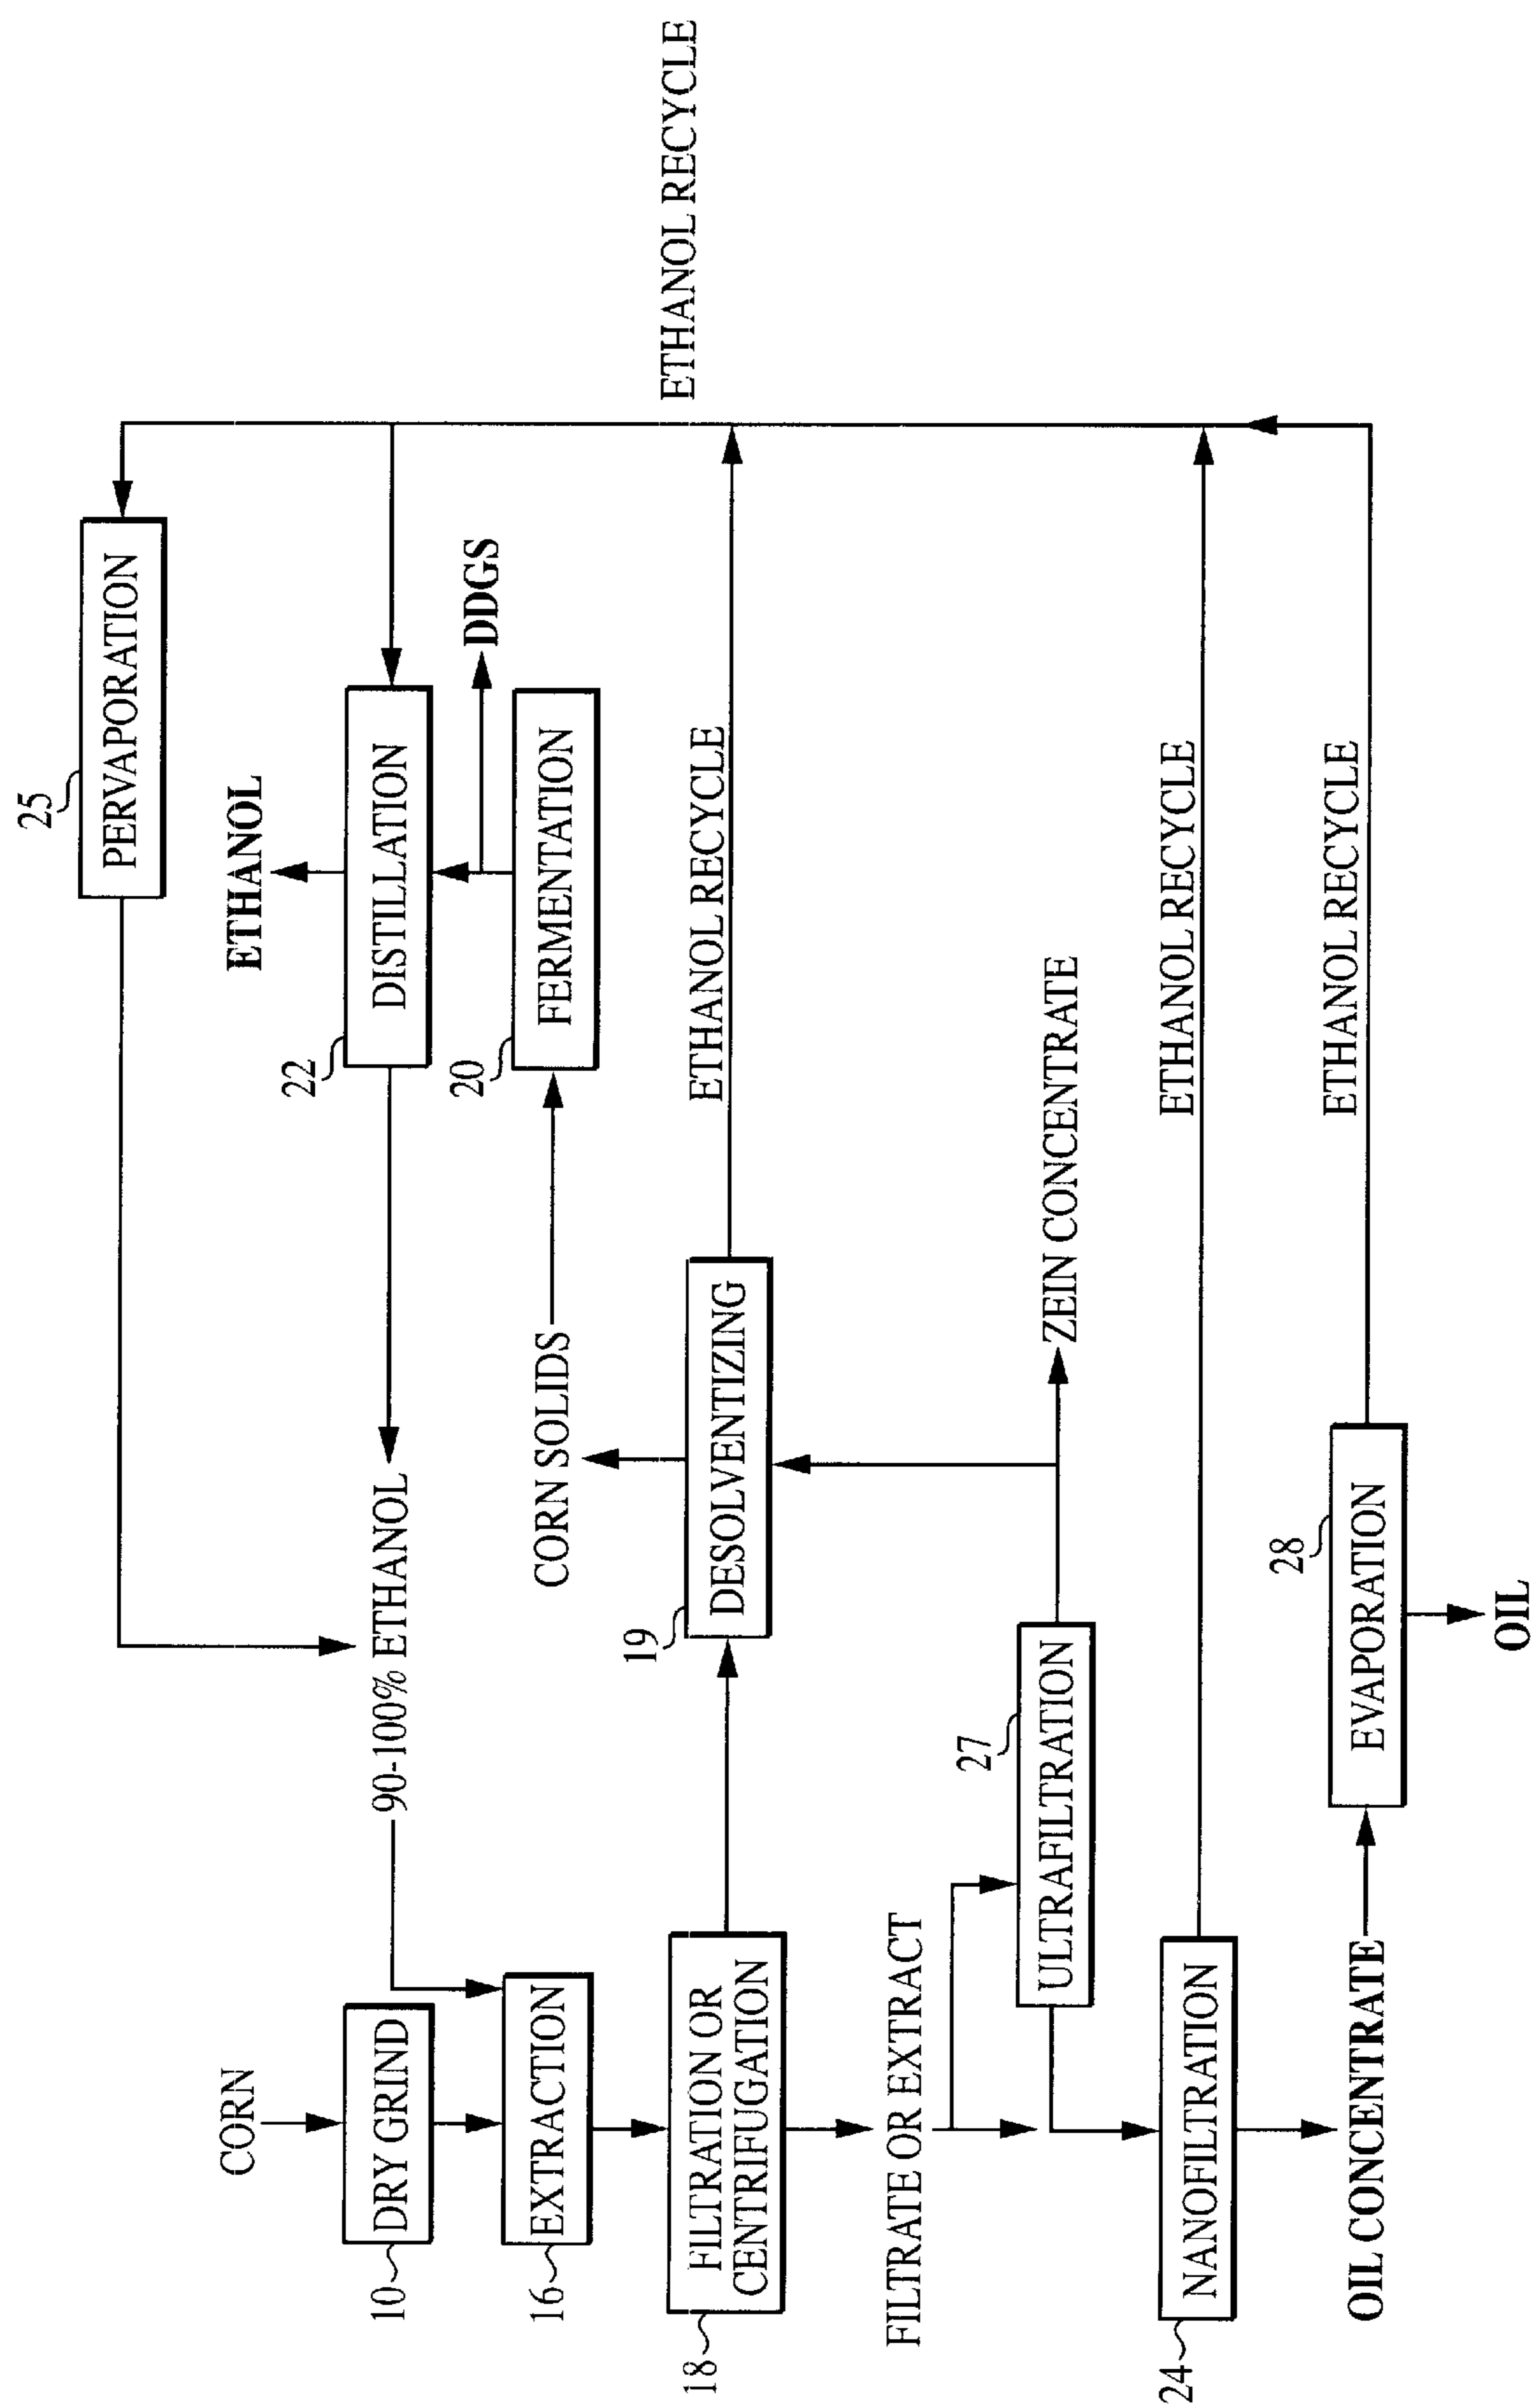 CORN
10
DRY GRIND
16
EXTRACTION
90-100% ETHANOL
18
FILTRATION OR
CENTRIFUGATION
FILTRATE OR EXTRACT
27
ULTRAFILTRATION
24
NANOFILTRATION
OIL CONCENTRATE
28
EVAPORATION
OIL
19
DESOLVENTIZING
CORN SOLIDS
ZEIN CONCENTRATE
20
FERMENTATION
DDGS
22
DISTILLATION
ETHANOL
25
PERVAPORATION
ETHANOL RECYCLE
ETHANOL RECYCLE
ETHANOL RECYCLE
ETHANOL RECYCLE